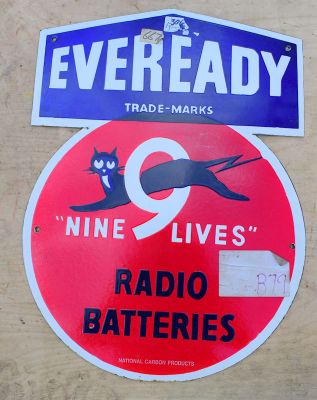 EVEREADY
TRADE-MARKS
9
"NINE LIVES"
RADIO
BATTERIES
B79
NATIONAL CARBON PRODUCTS